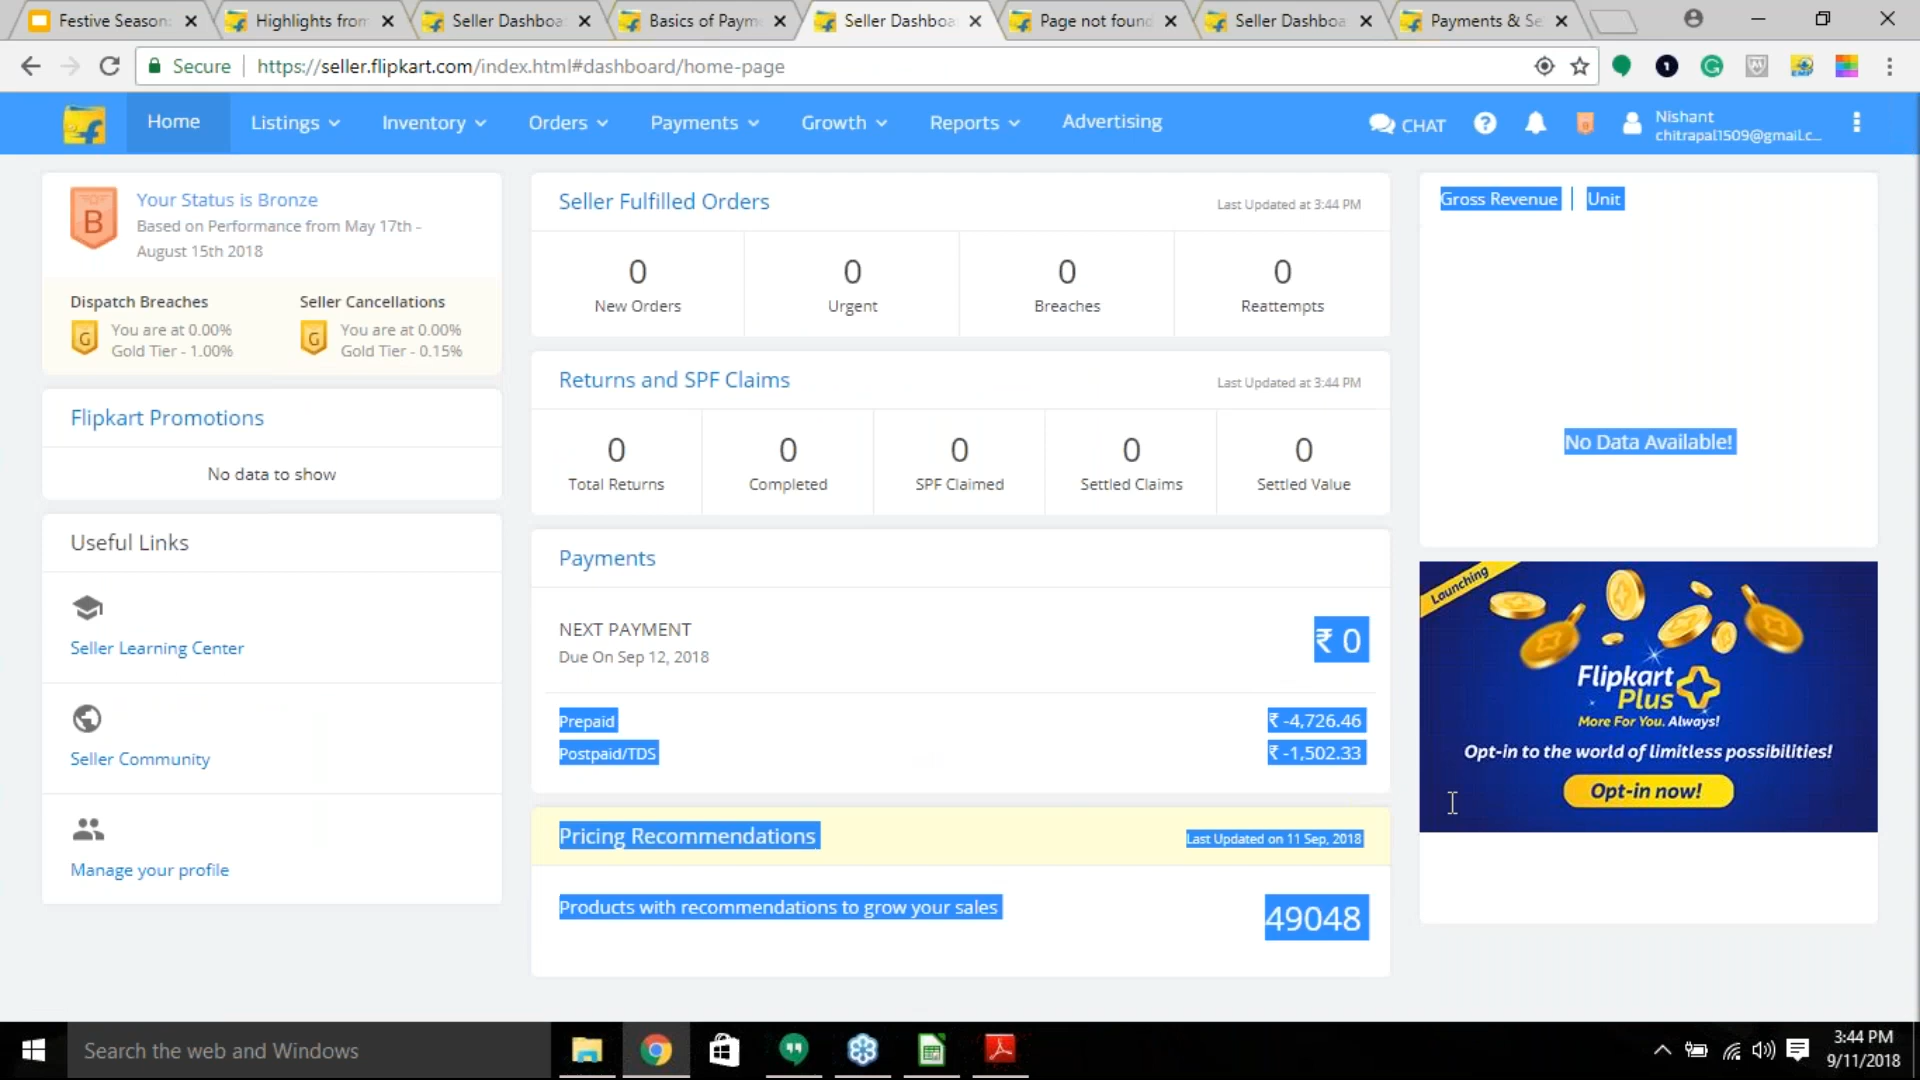 Festive Season
Highlights from
Seller Dashboa
Basics of Paym
Seller Dashboa
Page not found
Seller Dashboa
Payments & Se
Secure
https://seller.flipkart.com/index.html#dashboard/home-page
Home
Listings
Inventory
Orders
Payments
Growth
Reports
Advertising
CHAT
Nishant
chitrapal1509@gmail.c...
B
Your Status is Bronze
Based on Performance from May 17th -
August 15th 2018
Dispatch Breaches
G
You are at 0.00%
Gold Tier - 1.00%
Seller Cancellations
G
You are at 0.00%
Gold Tier - 0.15%
Flipkart Promotions
No data to show
Useful Links
Seller Learning Center
Seller Community
Manage your profile
Seller Fulfilled Orders
Last Updated at 3:44 PM
0
New Orders
0
Urgent
0
Breaches
0
Reattempts
Returns and SPF Claims
Last Updated at 3:44 PM
0
Total Returns
0
Completed
0
SPF Claimed
0
Settled Claims
0
Settled Value
Payments
NEXT PAYMENT
Due On Sep 12, 2018
₹ 0
Prepaid
₹ -4,726.46
Postpaid/TDS
₹ -1,502.33
Pricing Recommendations
Last Updated on 11 Sep, 2018
Products with recommendations to grow your sales
49048
Gross Revenue | Unit
No Data Available!
Launching
Flipkart
Plus
More For You. Always!
Opt-in to the world of limitless possibilities!
Opt-in now!
Search the web and Windows
3:44 PM
9/11/2018